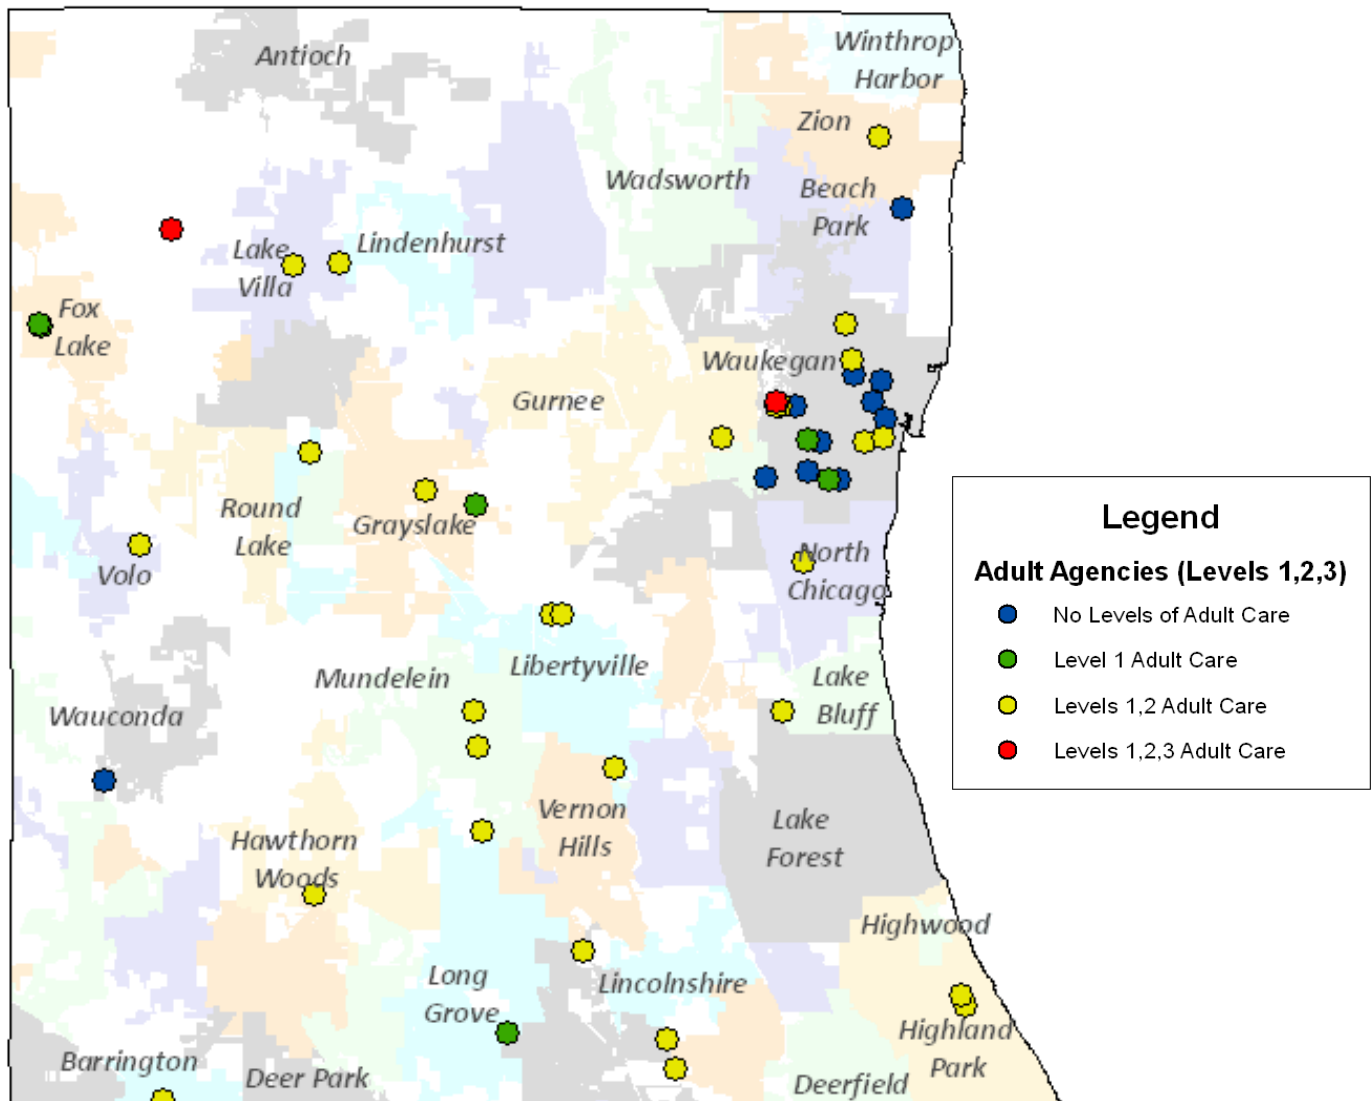 Antioch
Winthrop
Harbor
Zion
Wadsworth
Beach
Park
Lake
Villa
Lindenhurst
Fox
Lake
Waukegan
Gurnee
Round
Lake
Grayslake
Volo
North
Chicago
Libertyville
Mundelein
Lake
Bluff
Wauconda
Vernon
Hills
Lake
Forest
Hawthorn
Woods
Highwood
Long
Grove
Lincolnshire
Highland
Park
Barrington
Deer Park
Deerfield
Legend
Adult Agencies (Levels 1,2,3)
No Levels of Adult Care
Level 1 Adult Care
Levels 1,2 Adult Care
Levels 1,2,3 Adult Care